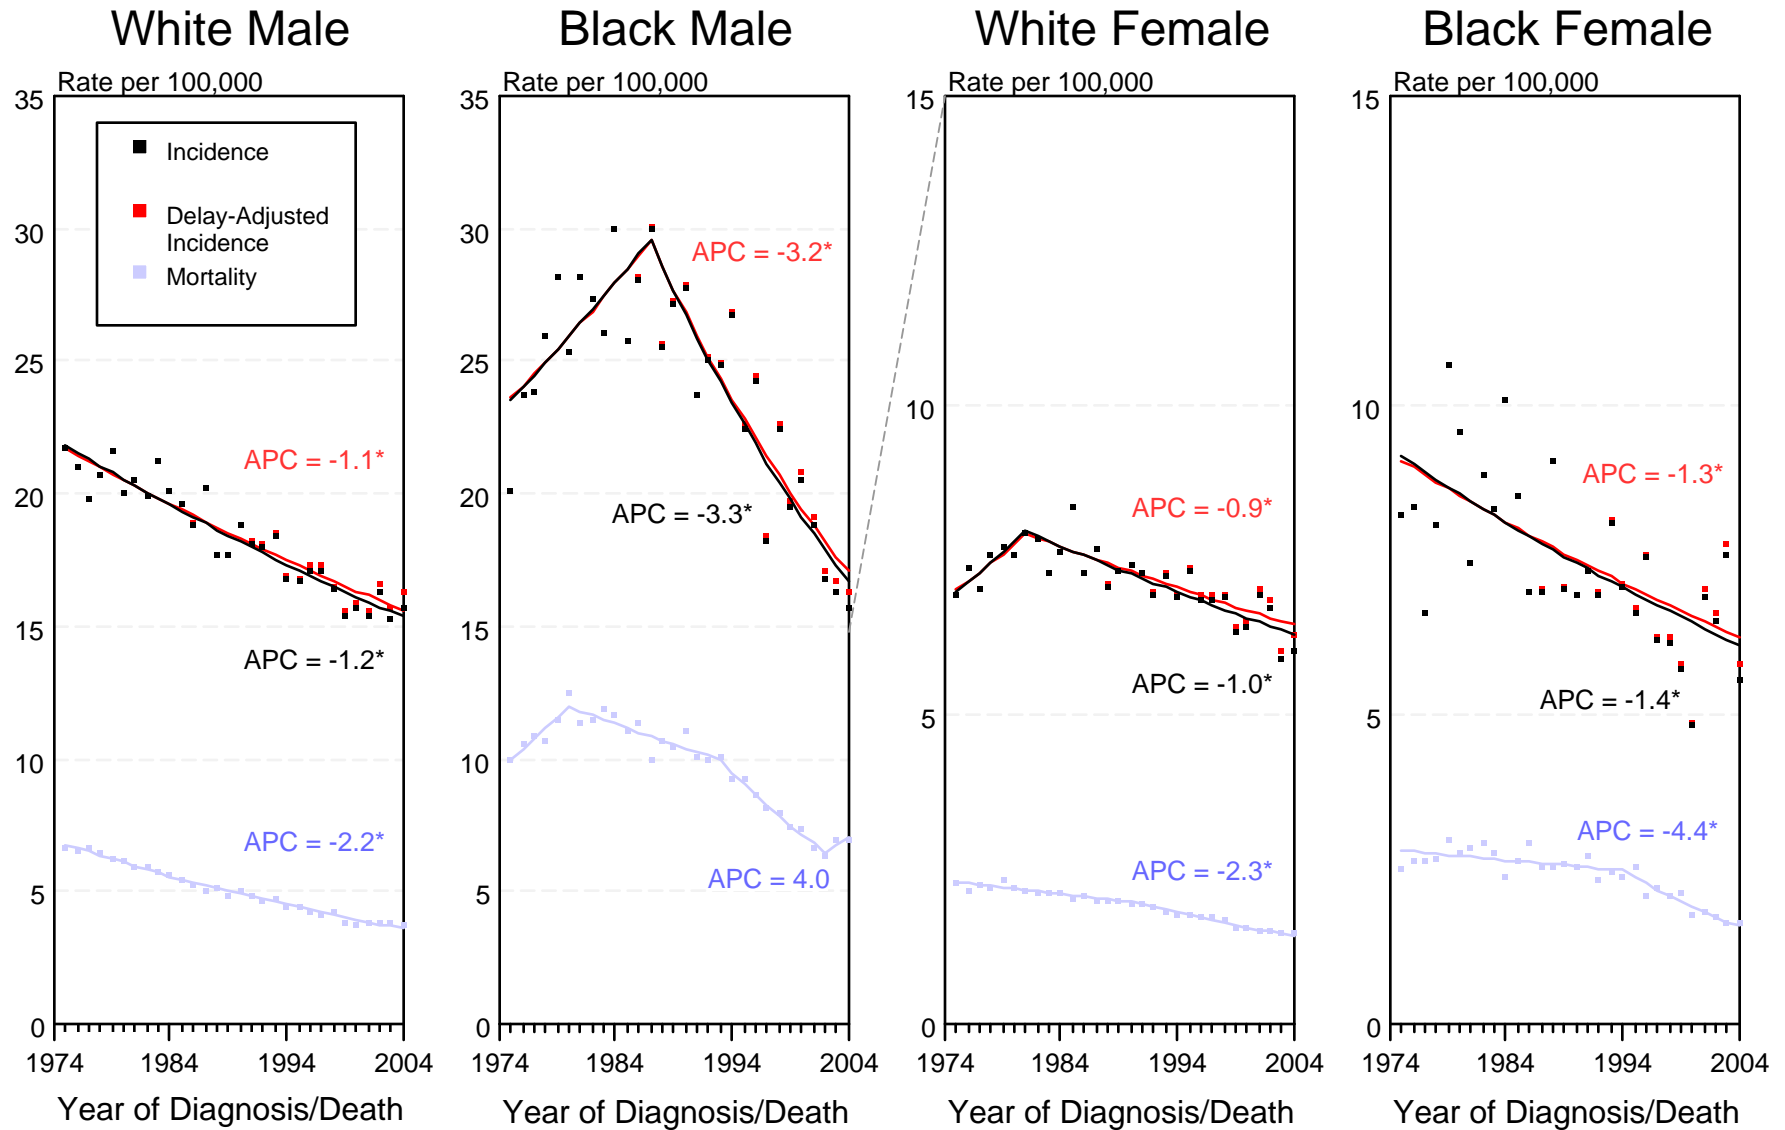 White Male
Black Male
White Female
Black Female
Rate per 100,000
Rate per 100,000
Rate per 100,000
Rate per 100,000
35
30
25
20
15
10
5
0
Incidence
Delay-Adjusted
Incidence
Mortality
APC = -1.1*
APC = -1.2*
APC = -2.2*
1974
1984
1994
2004
Year of Diagnosis/Death
35
30
25
20
15
10
5
0
APC = -3.2*
APC = -3.3*
APC = 4.0
1974
1984
1994
2004
Year of Diagnosis/Death
15
10
5
0
APC = -0.9*
APC = -1.0*
APC = -2.3*
1974
1984
1994
2004
Year of Diagnosis/Death
15
10
5
0
APC = -1.3*
APC = -1.4*
APC = -4.4*
1974
1984
1994
2004
Year of Diagnosis/Death